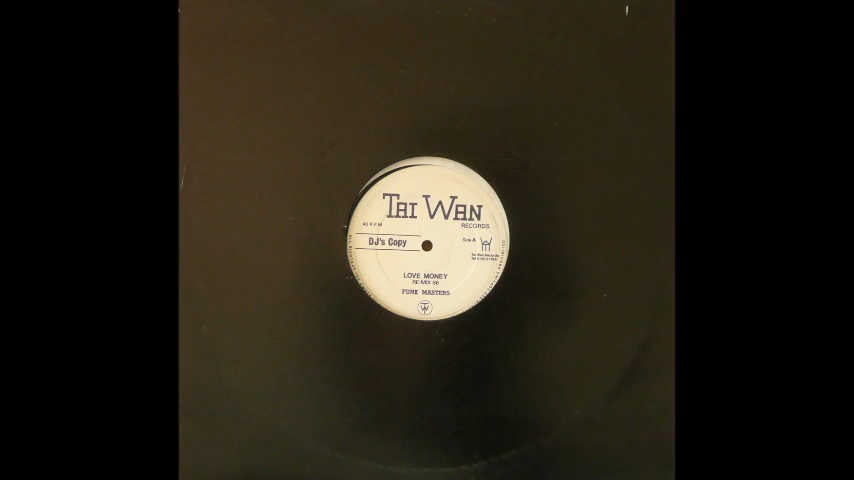 TAI WAN
RECORDS
45 R.P.M
DJ's Copy
Side A
LOVE MONEY
RE-MIX 86
FUNK MASTERS